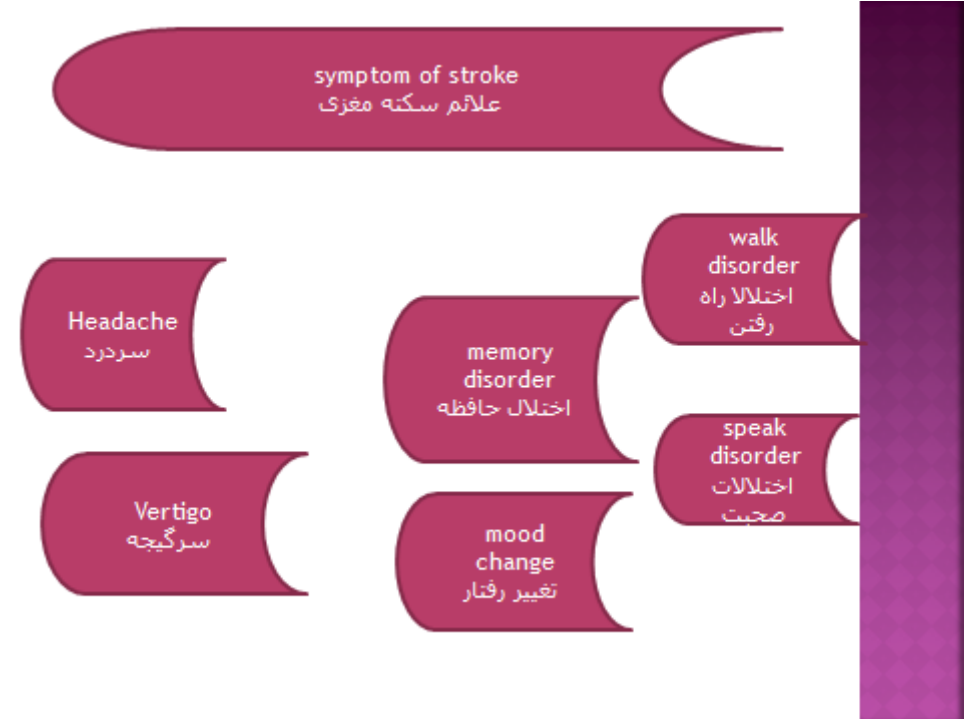 symptom of stroke
علائم سکته مغزی
Headache
سردرد
Vertigo
سرگیجه
memory
disorder
اختلال حافظه
mood
change
تغییر رفتار
walk
disorder
اختلالا راه
رفتن
speak
disorder
اختلالات
صحبت